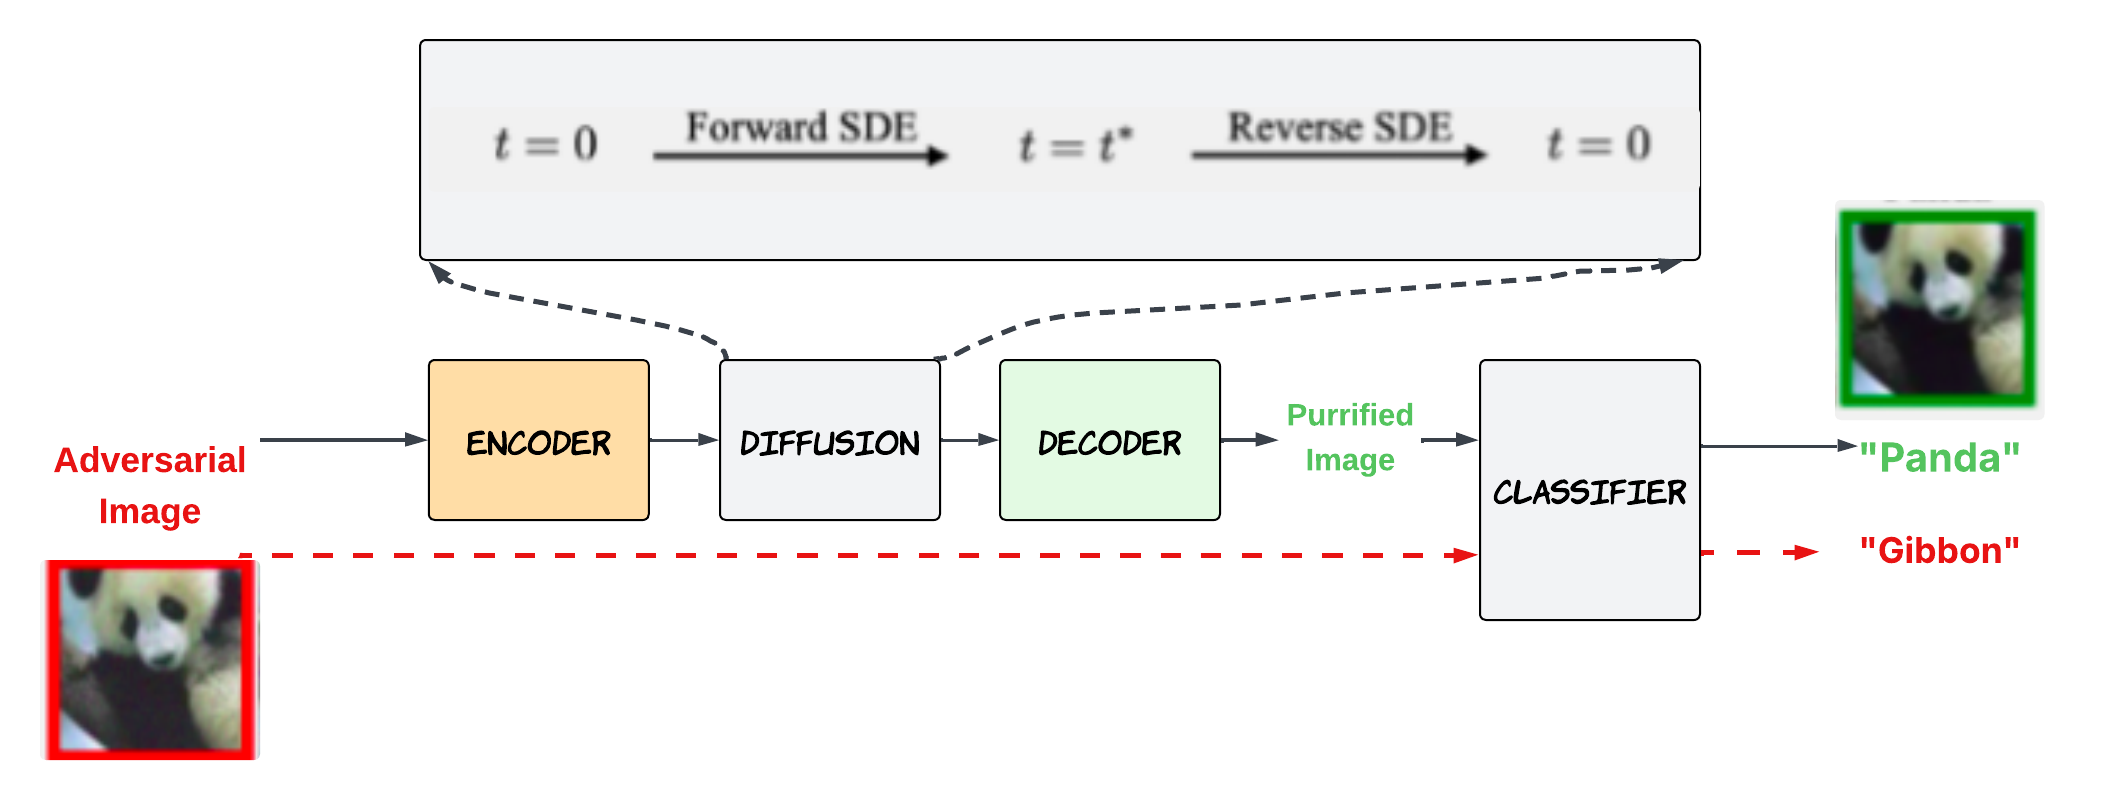 t = 0
Forward SDE
t = t*
Reverse SDE
t = 0
Adversarial
Image
ENCODER
DIFFUSION
DECODER
Purrified
Image
CLASSIFIER
"Panda"
"Gibbon"